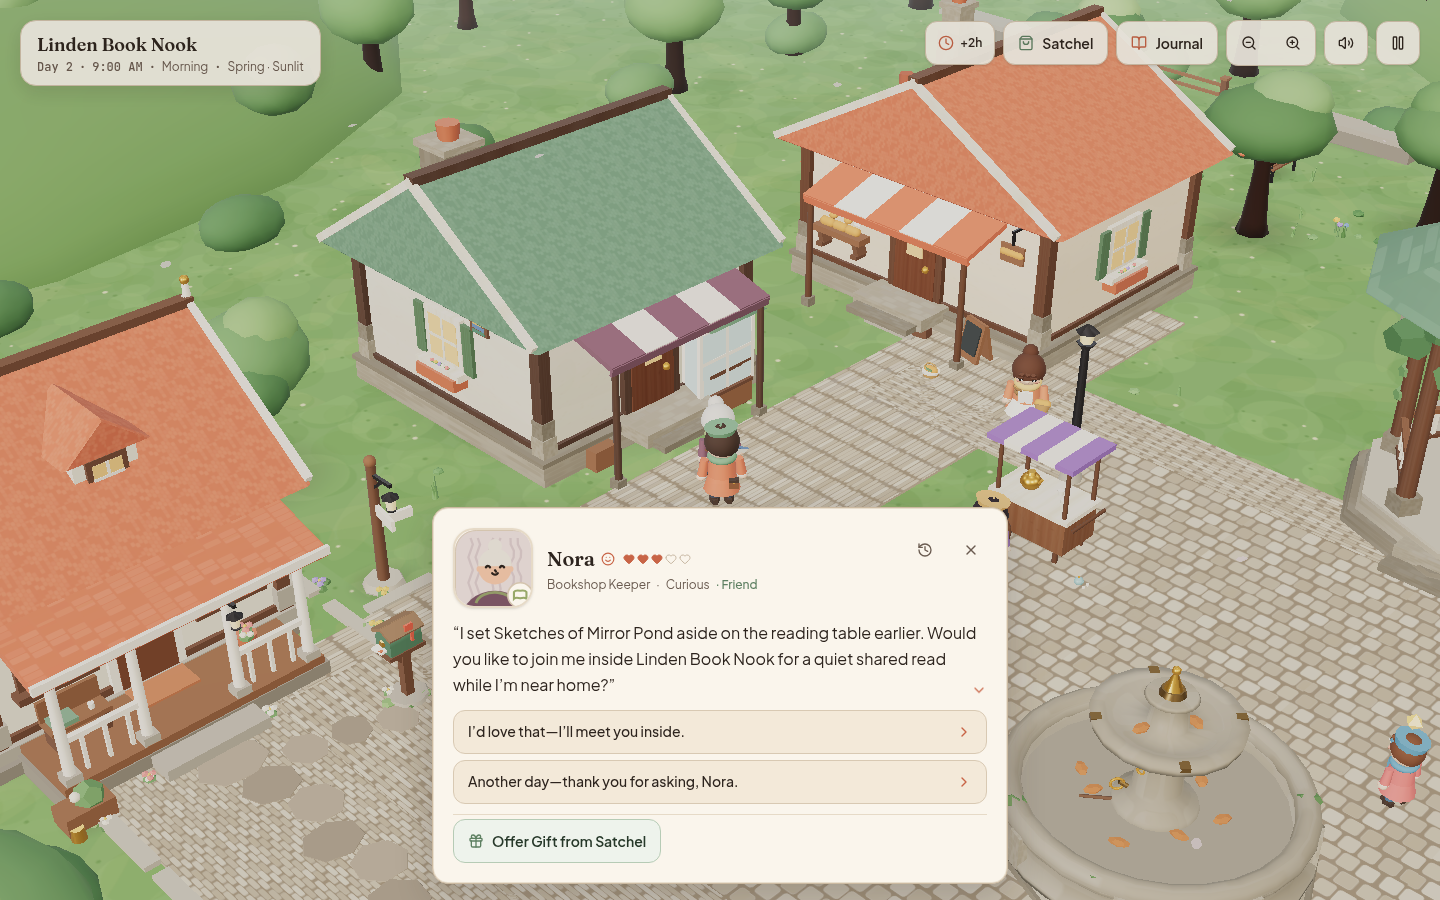 Linden Book Nook
Day 2 · 9:00 AM · Morning · Spring · Sunlit
+2h
Satchel
Journal
Nora
Bookshop Keeper · Curious · Friend
“I set Sketches of Mirror Pond aside on the reading table earlier. Would
you like to join me inside Linden Book Nook for a quiet shared read
while I’m near home?”
I’d love that—I’ll meet you inside.
Another day—thank you for asking, Nora.
Offer Gift from Satchel